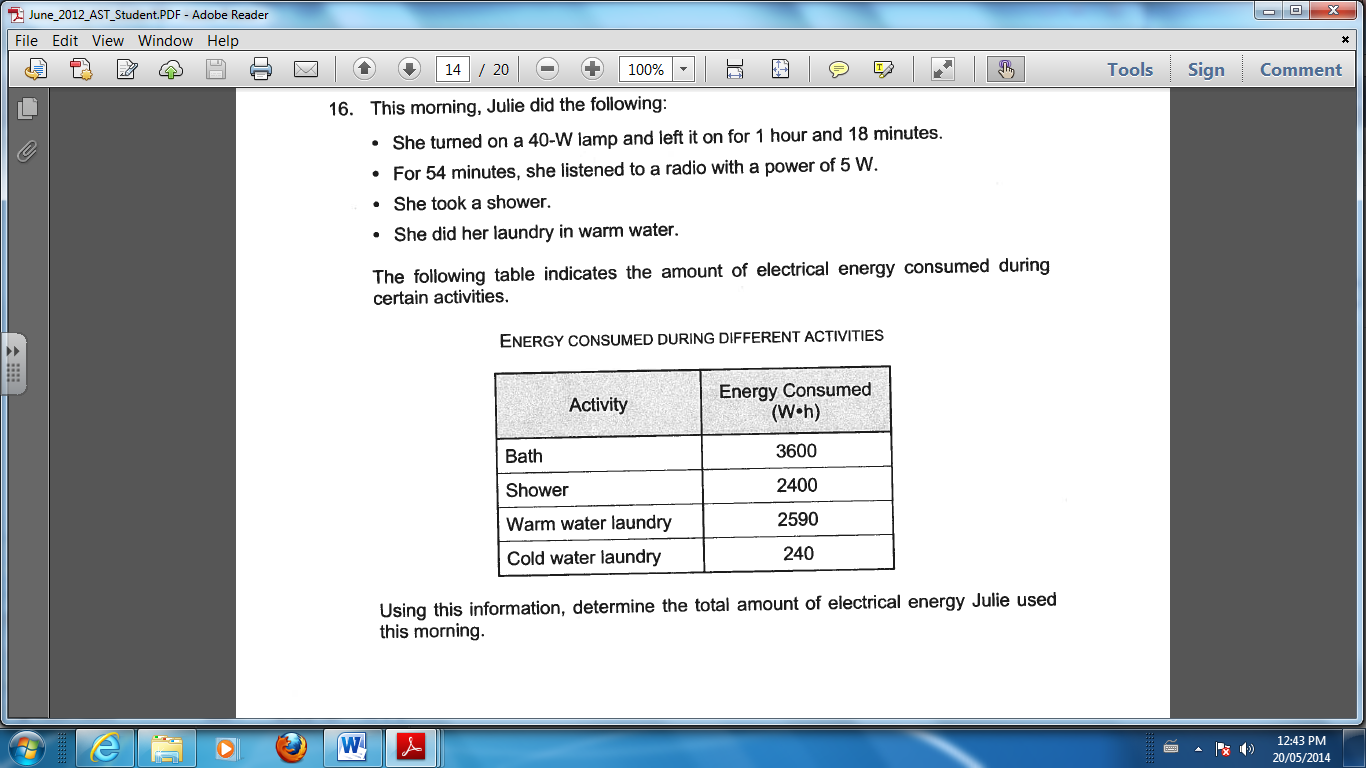 June_2012_AST_Student.PDF - Adobe Reader
File Edit View Window Help
14 / 20 100% Tools Sign Comment
16. This morning, Julie did the following:
• She turned on a 40-W lamp and left it on for 1 hour and 18 minutes.
• For 54 minutes, she listened to a radio with a power of 5 W.
• She took a shower.
• She did her laundry in warm water.
The following table indicates the amount of electrical energy consumed during
certain activities.
ENERGY CONSUMED DURING DIFFERENT ACTIVITIES
Activity
Energy Consumed
(W•h)
Bath 3600
Shower 2400
Warm water laundry 2590
Cold water laundry 240
Using this information, determine the total amount of electrical energy Julie used
this morning.
12:43 PM
20/05/2014